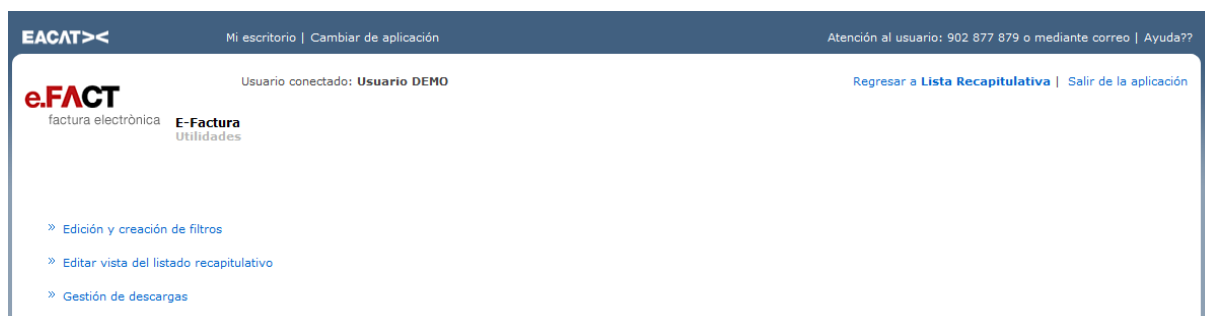 EACAT>< Mi escritorio | Cambiar de aplicación Atención al usuario: 902 877 879 o mediante correo | Ayuda??
Usuario conectado: Usuario DEMO Regresar a Lista Recapitulativa | Salir de la aplicación
e.FACT
factura electrònica E-Factura
Utilidades
» Edición y creación de filtros
» Editar vista del listado recapitulativo
» Gestión de descargas